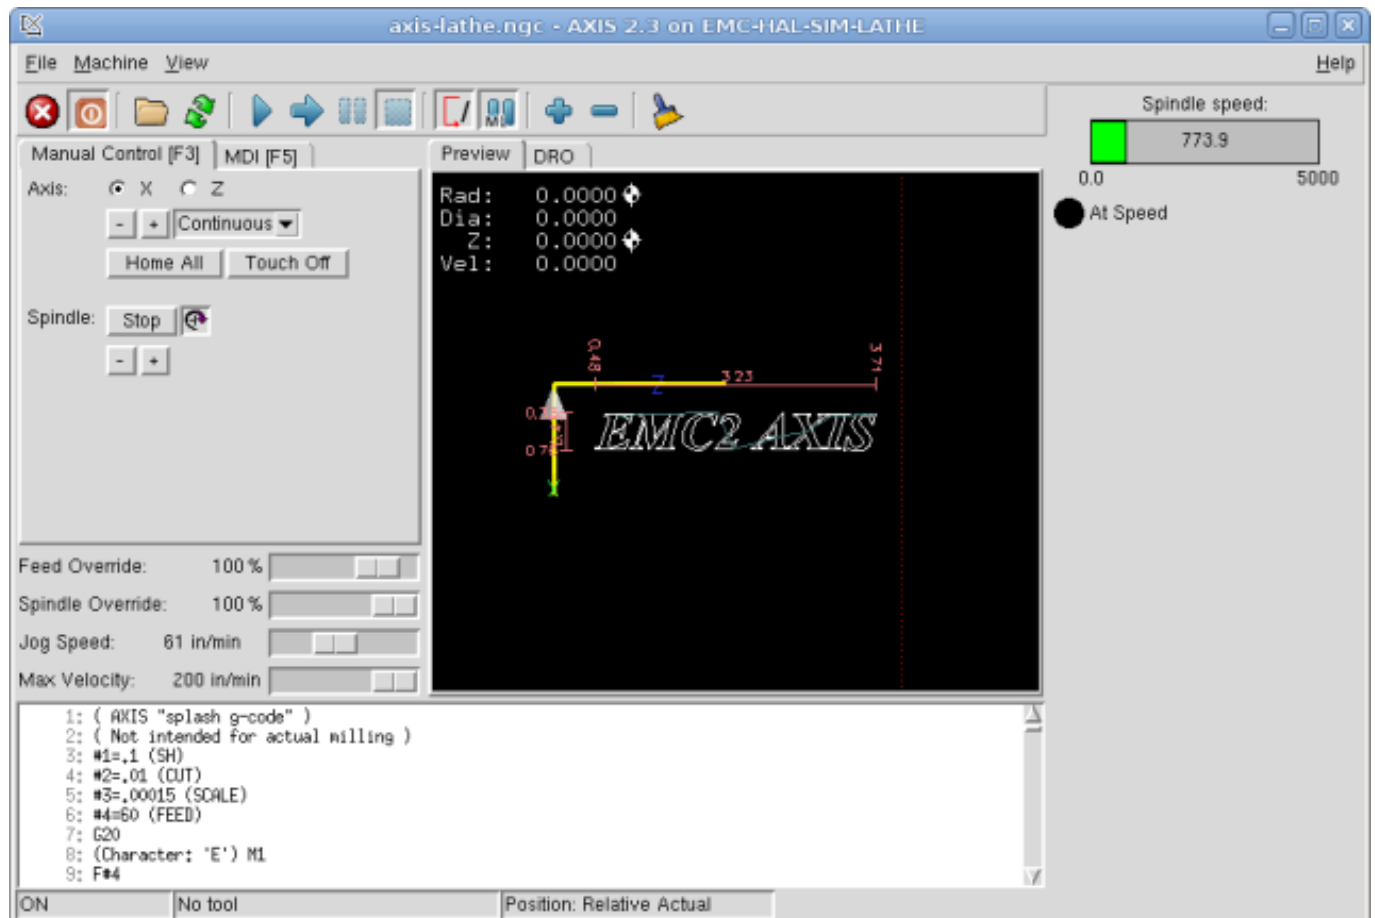 axis-lathe.ngc - AXIS 2.3 on EMC-HAL-SIM-LATHE
File Machine View Help
Manual Control [F3] MDI [F5]
Axis: X Z
- + Continuous
Home All Touch Off
Spindle: Stop
- +
Feed Override: 100 %
Spindle Override: 100 %
Jog Speed: 61 in/min
Max Velocity: 200 in/min
Preview DRO
Rad: 0.0000
Dia: 0.0000
Z: 0.0000
Vel: 0.0000
0.48
3.71
3.23
Z
0.76
EMC2 AXIS
X
Spindle speed:
773.9
0.0 5000
At Speed
1: ( AXIS "splash g-code" )
2: ( Not intended for actual milling )
3: #1=.1 (SH)
4: #2=.01 (CUT)
5: #3=.00015 (SCALE)
6: #4=60 (FEED)
7: G20
8: (Character: 'E') M1
9: F#4
ON No tool Position: Relative Actual